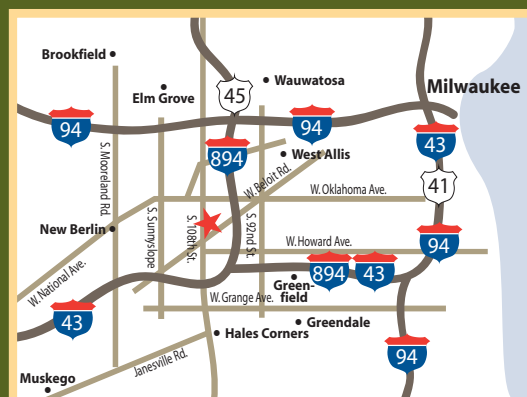 Brookfield
45
Wauwatosa
Elm Grove
Milwaukee
94
94
43
S. Mooreland Rd.
894
West Allis
W. Beloit Rd.
41
W. Oklahoma Ave.
New Berlin
S. Sunnyslope
S. 108th St.
S. 92nd St.
W. Howard Ave.
94
W. National Ave.
894
43
Green-
field
W. Grange Ave.
43
Greendale
Hales Corners
Janesville Rd.
94
Muskego